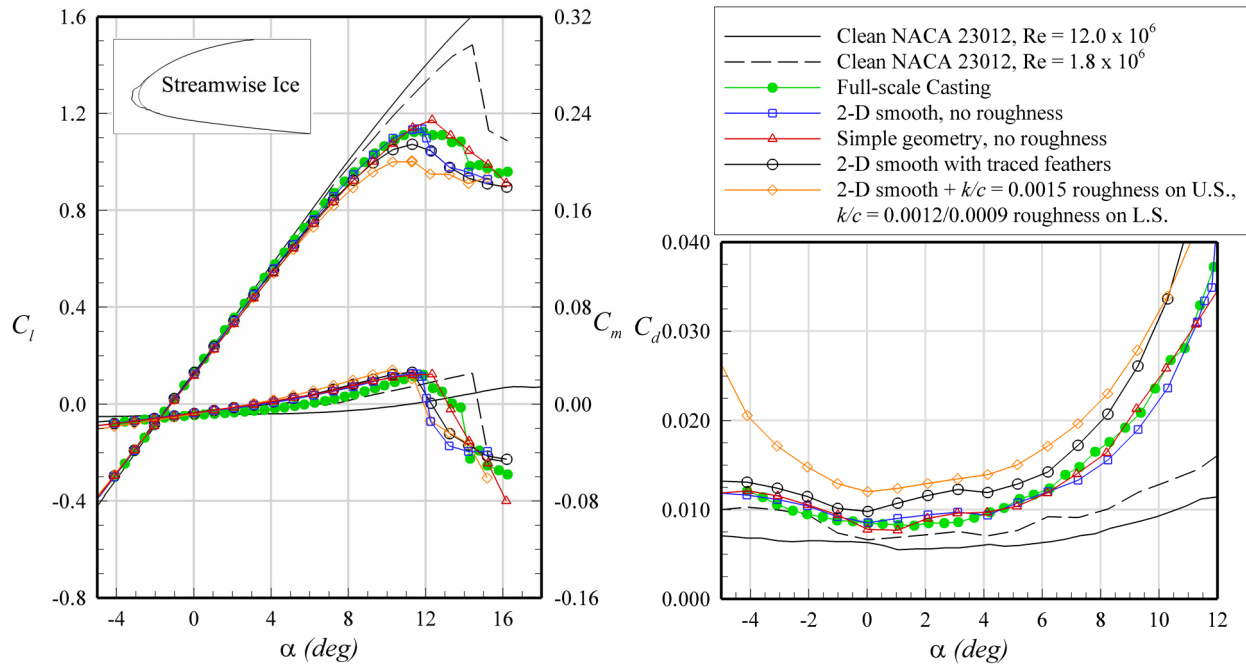 1.6
1.2
0.8
0.4
0.0
-0.4
-0.8
C_l
-4
0
4
8
12
16
α (deg)
0.32
0.24
0.16
0.08
0.00
-0.08
-0.16
C_m
Streamwise Ice
Clean NACA 23012, Re = 12.0 x 10⁶
Clean NACA 23012, Re = 1.8 x 10⁶
Full-scale Casting
2-D smooth, no roughness
Simple geometry, no roughness
2-D smooth with traced feathers
2-D smooth + k/c = 0.0015 roughness on U.S.,
k/c = 0.0012/0.0009 roughness on L.S.
0.040
0.030
0.020
0.010
0.000
C_d
-4
-2
0
2
4
6
8
10
12
α (deg)